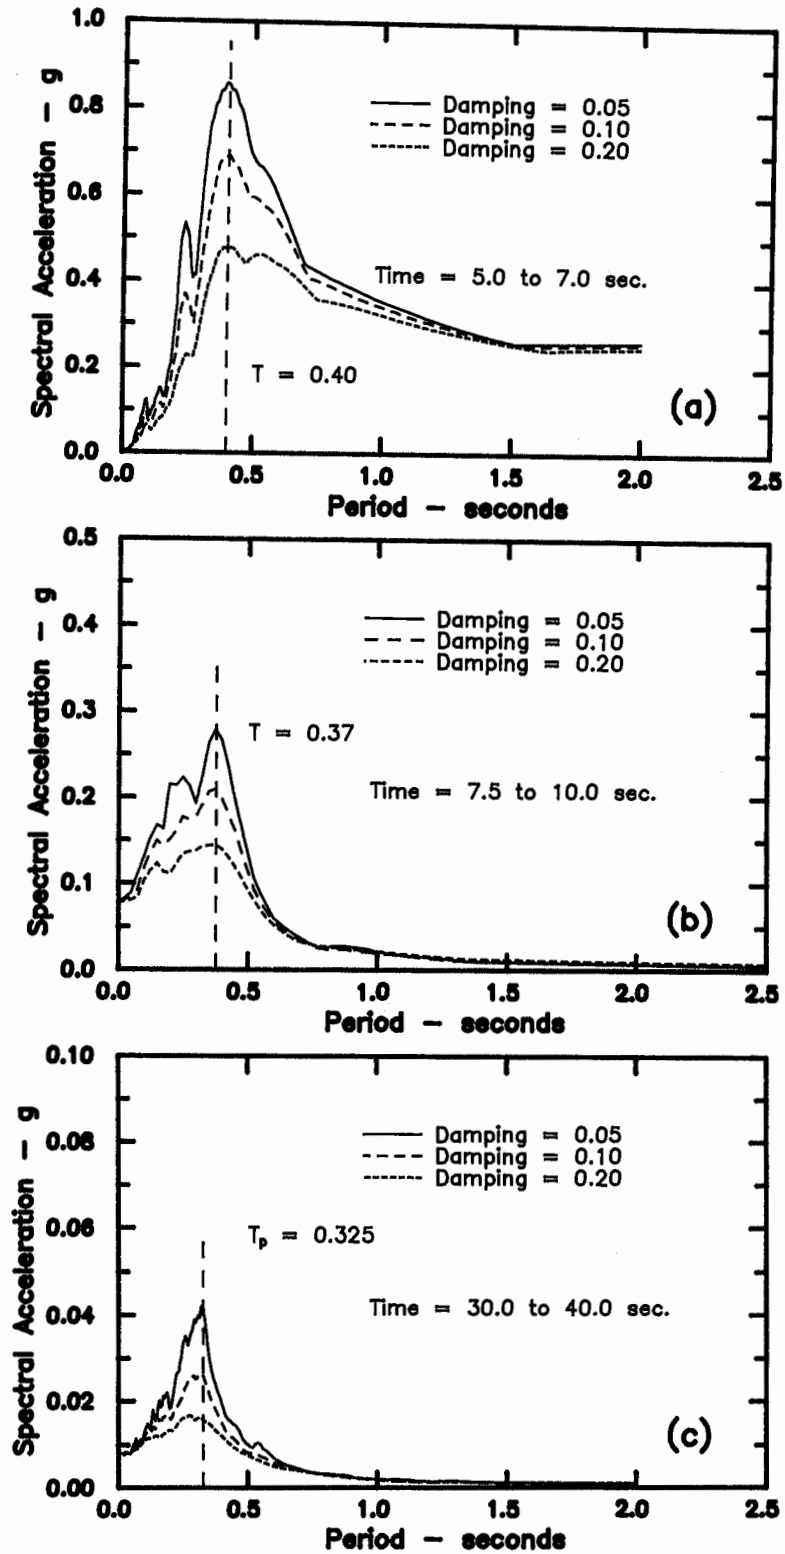 1.0
0.8
0.6
0.4
0.2
0.0
Spectral Acceleration – g
Damping = 0.05
Damping = 0.10
Damping = 0.20
Time = 5.0 to 7.0 sec.
T = 0.40
(a)
0.0 0.5 1.0 1.5 2.0 2.5
Period – seconds
0.5
0.4
0.3
0.2
0.1
0.0
Spectral Acceleration – g
Damping = 0.05
Damping = 0.10
Damping = 0.20
T = 0.37
Time = 7.5 to 10.0 sec.
(b)
0.0 0.5 1.0 1.5 2.0 2.5
Period – seconds
0.10
0.08
0.06
0.04
0.02
0.00
Spectral Acceleration – g
Damping = 0.05
Damping = 0.10
Damping = 0.20
Tp = 0.325
Time = 30.0 to 40.0 sec.
(c)
0.0 0.5 1.0 1.5 2.0 2.5
Period – seconds